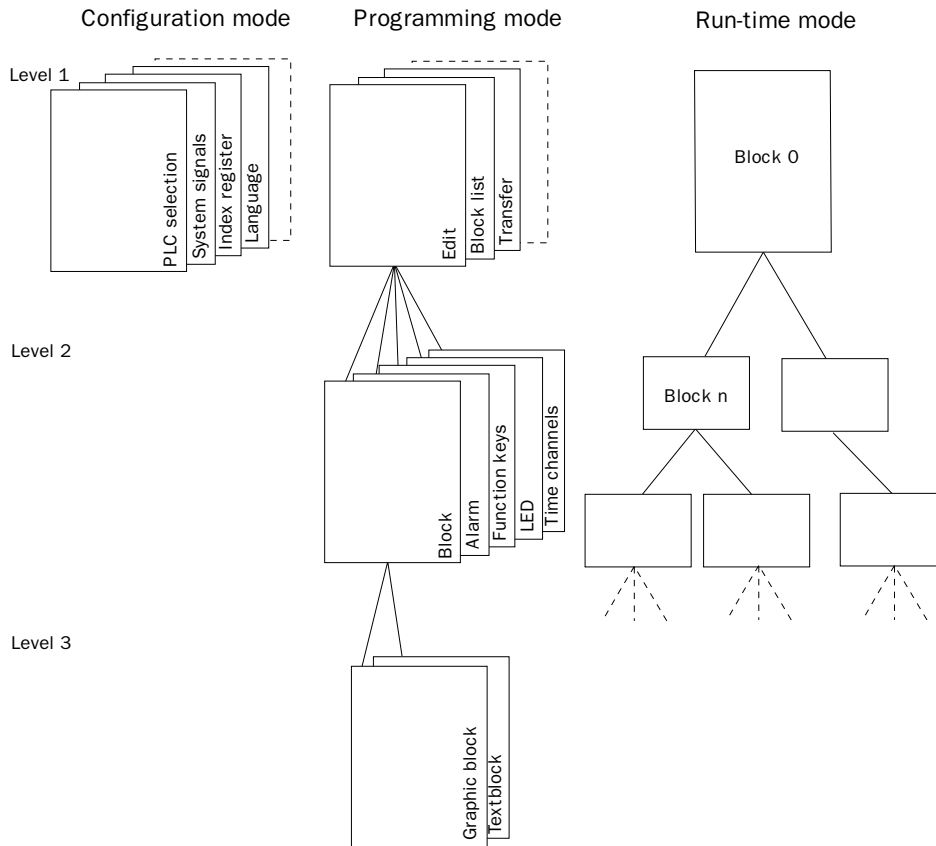 Configuration mode
Programming mode
Run-time mode
Level 1
PLC selection
System signals
Index register
Language
Edit
Block list
Transfer
Block 0
Level 2
Block
Alarm
Function keys
LED
Time channels
Block n
Level 3
Graphic block
Textblock